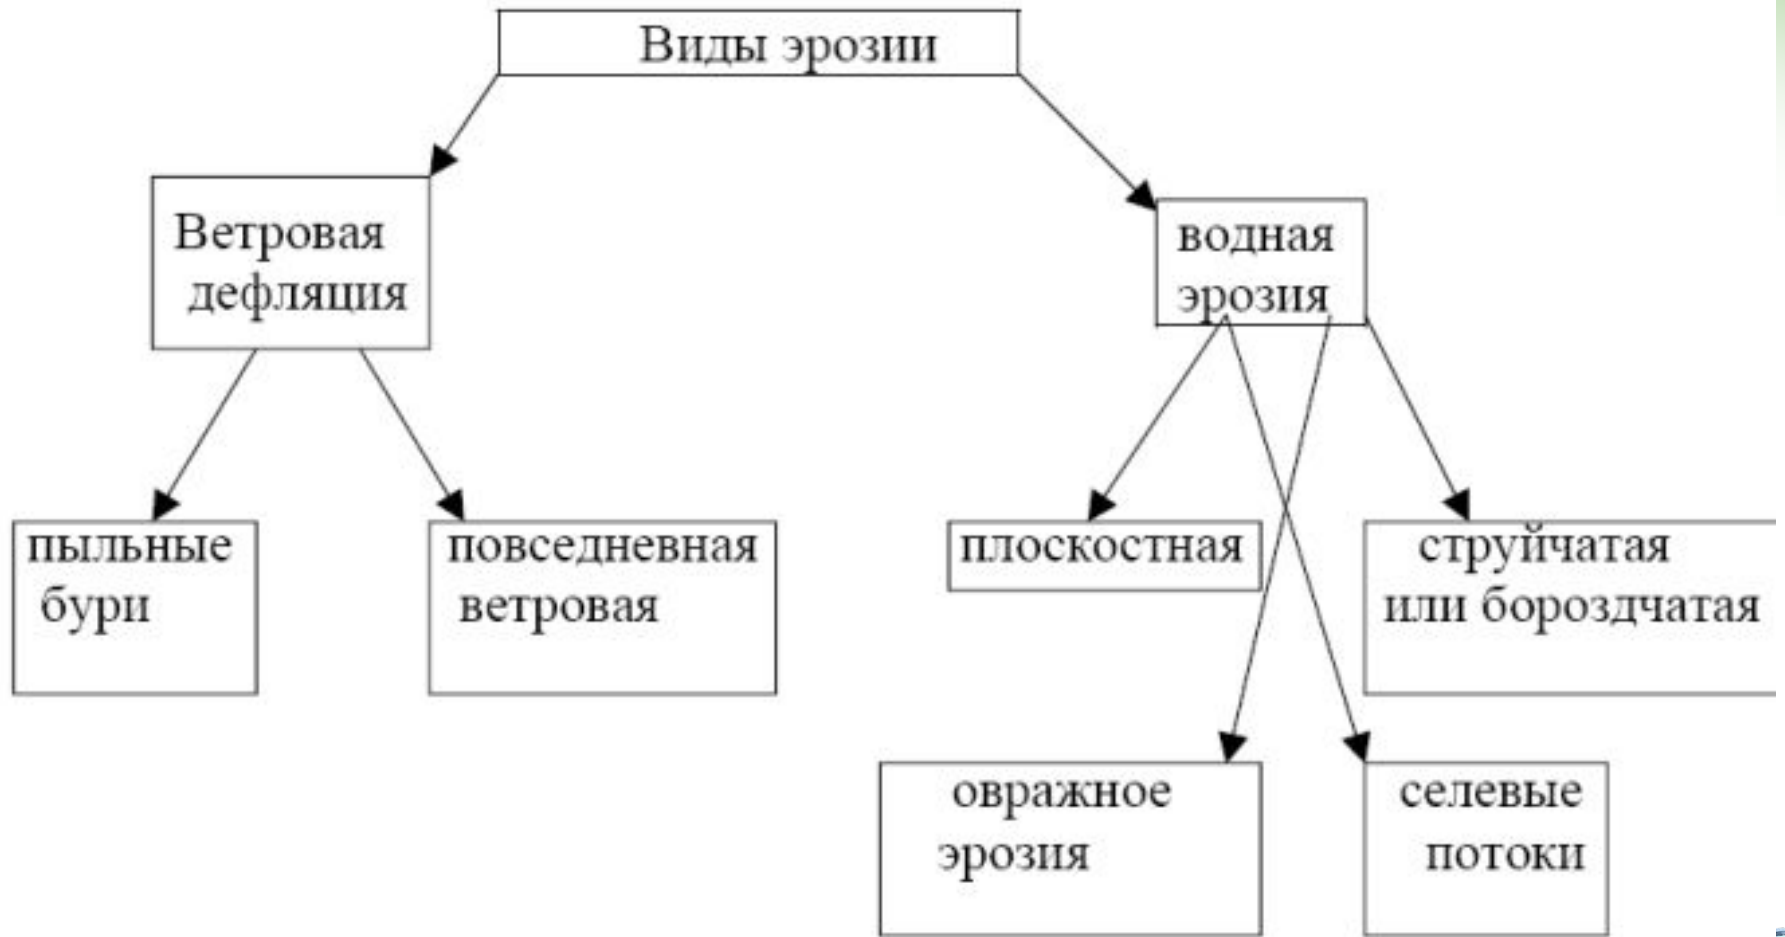 Виды эрозии
Ветровая
дефляция
водная
эрозия
пыльные
бури
повседневная
ветровая
плоскостная
струйчатая
или бороздчатая
овражное
эрозия
селевые
потоки